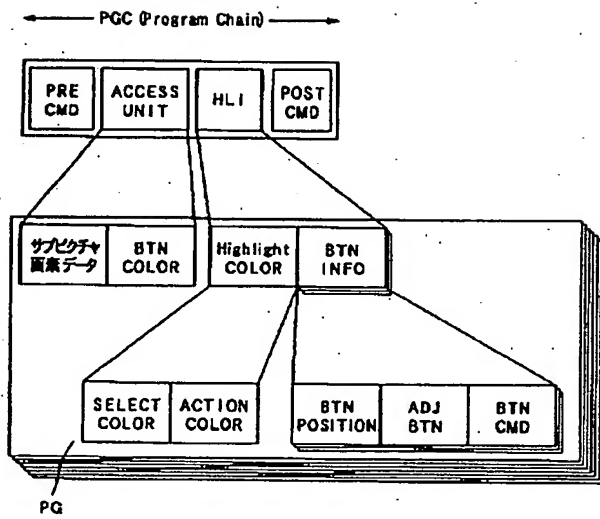 PGC (Program Chain)
PRE
CMD
ACCESS
UNIT
HLI
POST
CMD
サブピクチャ
画素データ
BTN
COLOR
Highlight
COLOR
BTN
INFO
SELECT
COLOR
ACTION
COLOR
BTN
POSITION
ADJ
BTN
BTN
CMD
PG